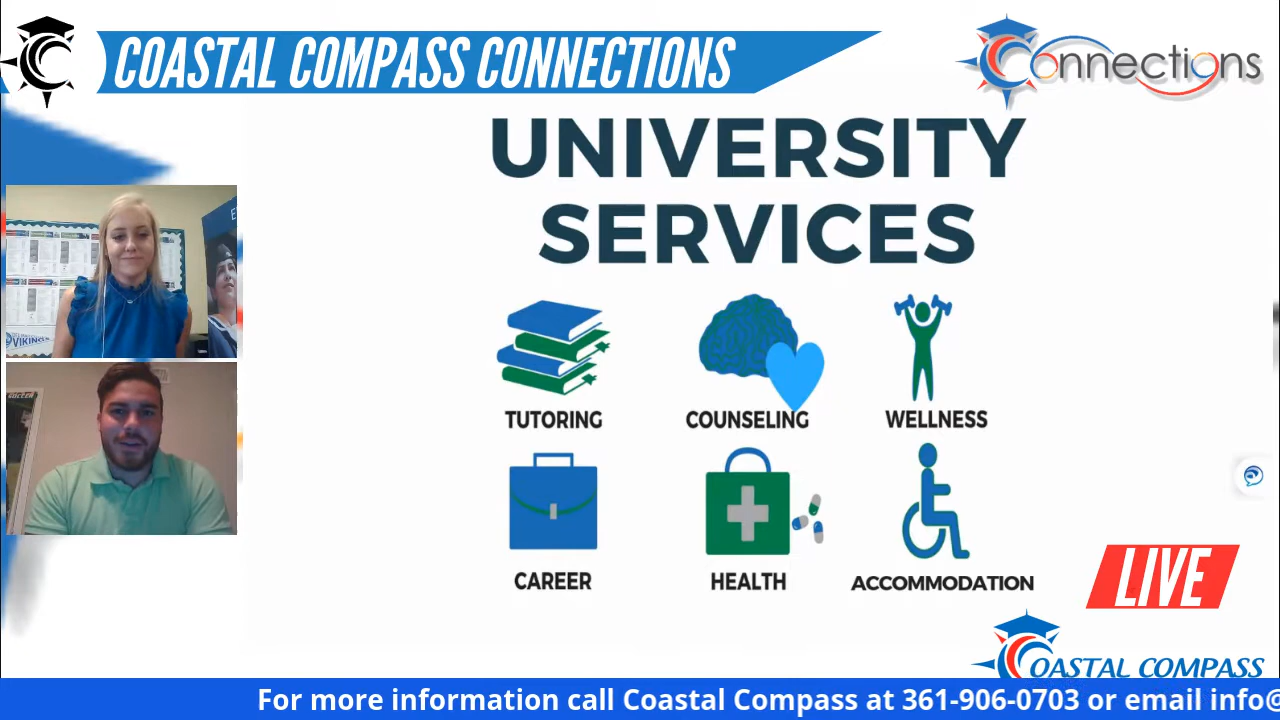 COASTAL COMPASS CONNECTIONS
Connections
UNIVERSITY
SERVICES
VIKINGS
TUTORING
COUNSELING
WELLNESS
CAREER
HEALTH
ACCOMMODATION
LIVE
COASTAL COMPASS
For more information call Coastal Compass at 361-906-0703 or email info@